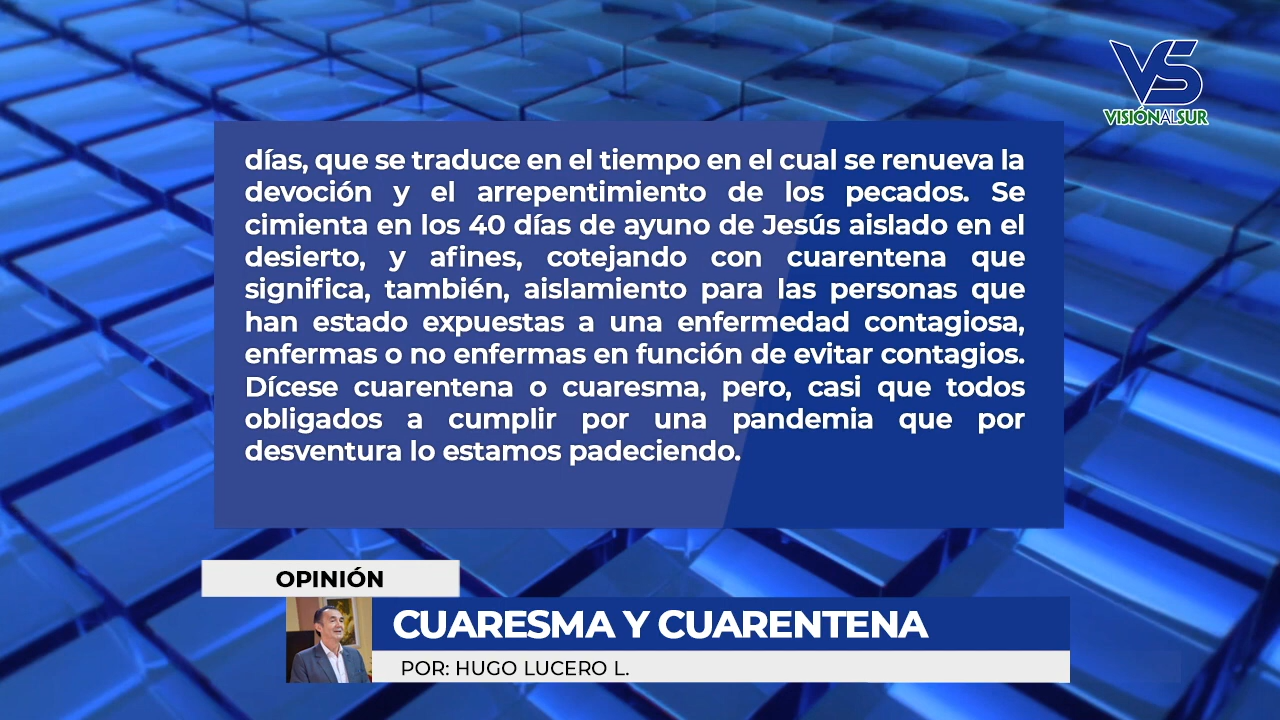 VS
VISIÓNALSUR
días, que se traduce en el tiempo en el cual se renueva la
devoción y el arrepentimiento de los pecados. Se
cimienta en los 40 días de ayuno de Jesús aislado en el
desierto, y afines, cotejando con cuarentena que
significa, también, aislamiento para las personas que
han estado expuestas a una enfermedad contagiosa,
enfermas o no enfermas en función de evitar contagios.
Dícese cuarentena o cuaresma, pero, casi que todos
obligados a cumplir por una pandemia que por
desventura lo estamos padeciendo.
OPINIÓN
CUARESMA Y CUARENTENA
POR: HUGO LUCERO L.